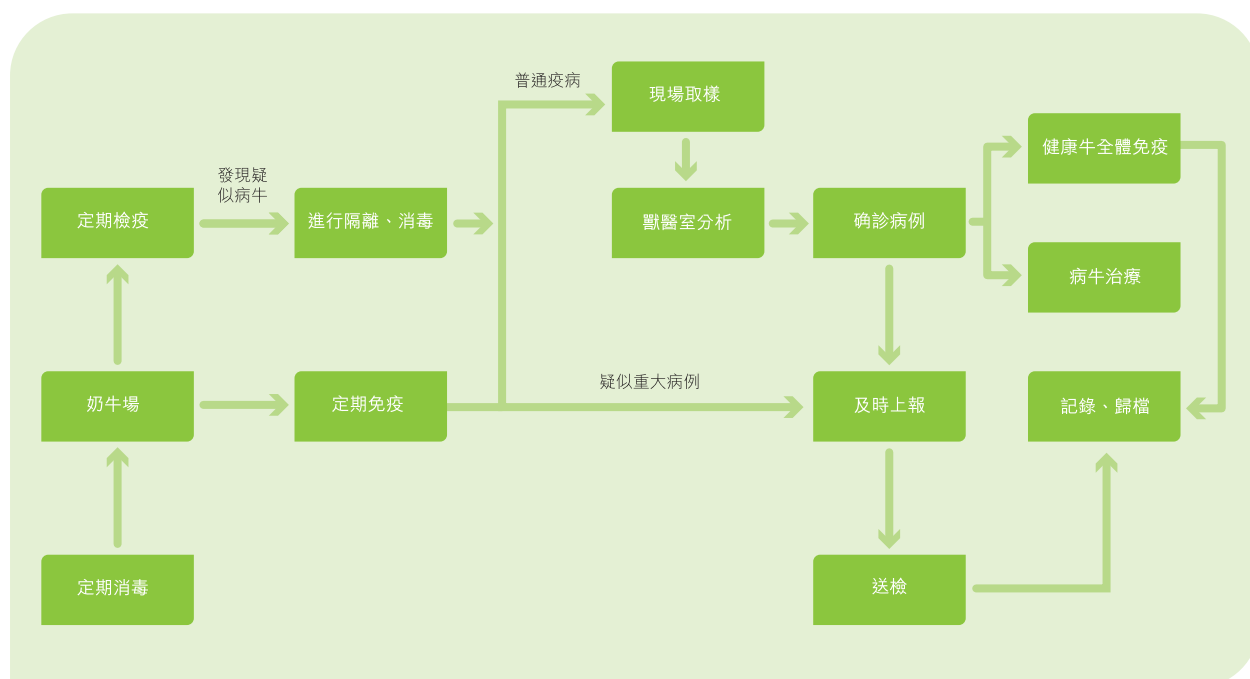 普通疫病
現場取樣
健康牛全體免疫
發現疑
似病牛
定期檢疫
進行隔離、消毒
獸醫室分析
确診病例
病牛治療
疑似重大病例
奶牛場
定期免疫
及時上報
記錄、歸檔
定期消毒
送檢